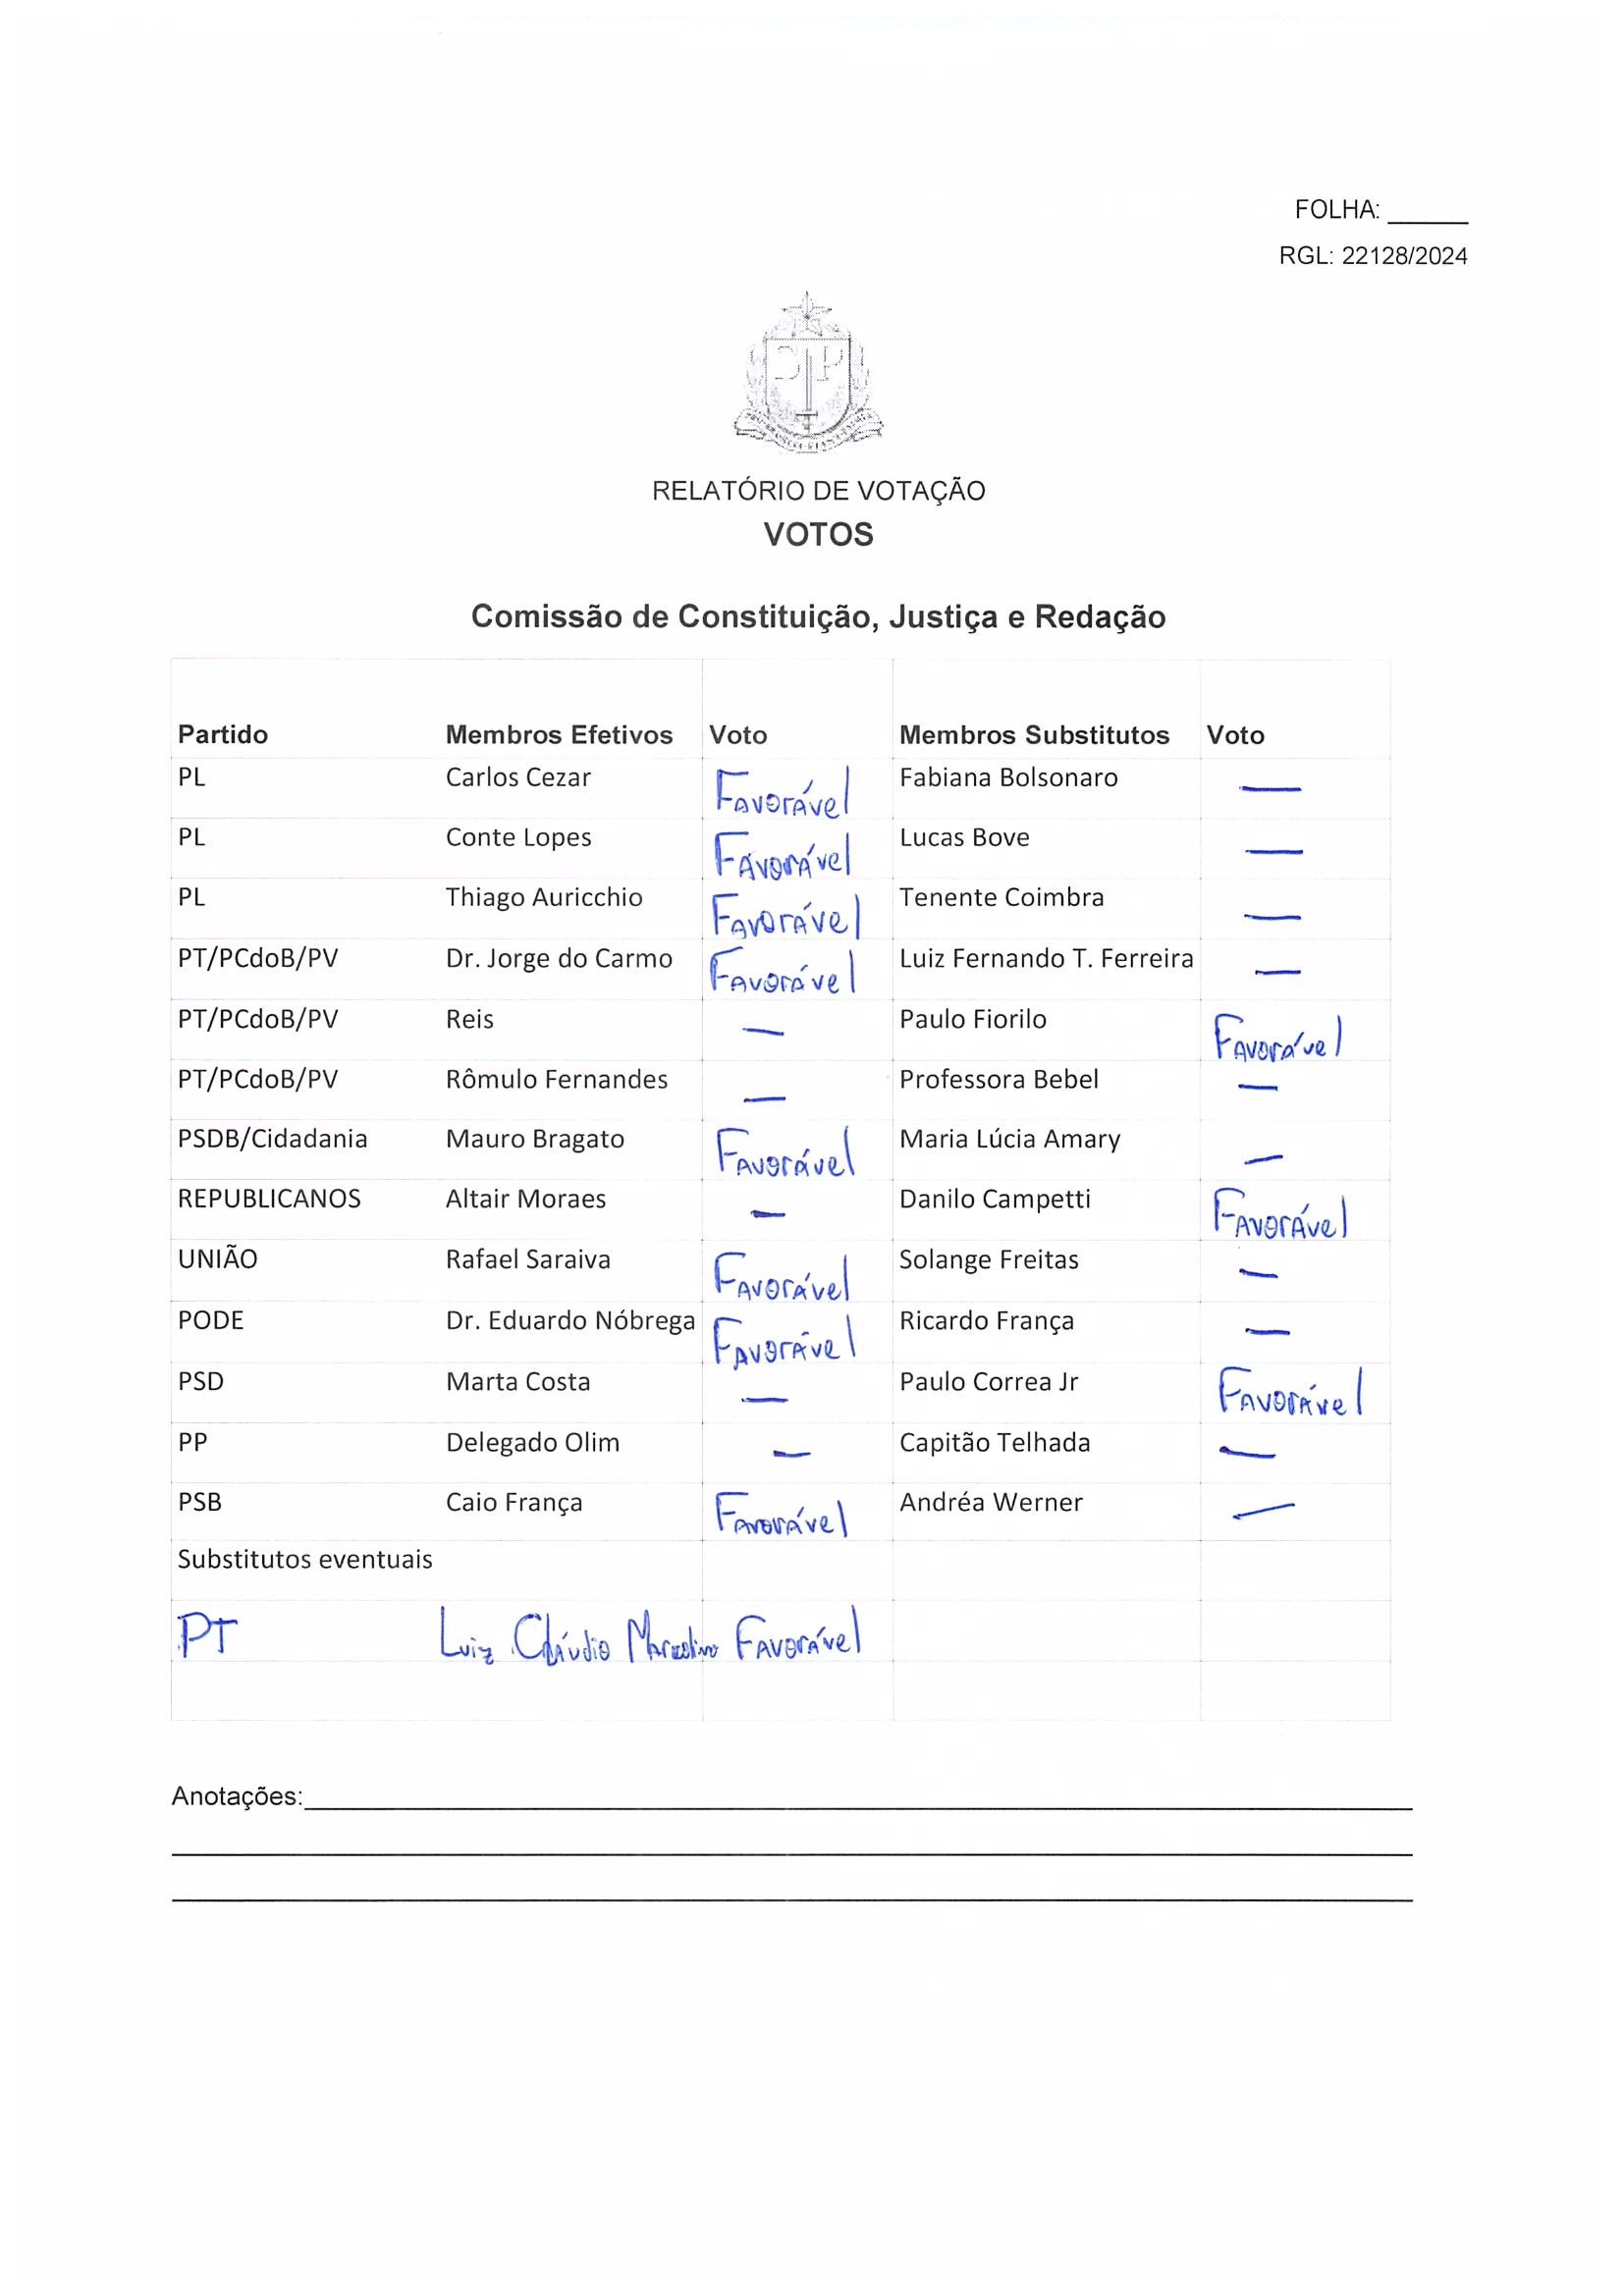 FOLHA: ______
RGL: 22128/2024
SP
RELATÓRIO DE VOTAÇÃO
VOTOS
Comissão de Constituição, Justiça e Redação
Partido Membros Efetivos Voto Membros Substitutos Voto
PL Carlos Cezar Favorável Fabiana Bolsonaro —
PL Conte Lopes Favorável Lucas Bove —
PL Thiago Auricchio Favorável Tenente Coimbra —
PT/PCdoB/PV Dr. Jorge do Carmo Favorável Luiz Fernando T. Ferreira —
PT/PCdoB/PV Reis — Paulo Fiorilo Favorável
PT/PCdoB/PV Rômulo Fernandes — Professora Bebel —
PSDB/Cidadania Mauro Bragato Favorável Maria Lúcia Amary —
REPUBLICANOS Altair Moraes — Danilo Campetti Favorável
UNIÃO Rafael Saraiva Favorável Solange Freitas —
PODE Dr. Eduardo Nóbrega Favorável Ricardo França —
PSD Marta Costa — Paulo Correa Jr Favorável
PP Delegado Olim — Capitão Telhada —
PSB Caio França Favorável Andréa Werner —
Substitutos eventuais
PT Luiz Cláudio Marcolino Favorável
Anotações: